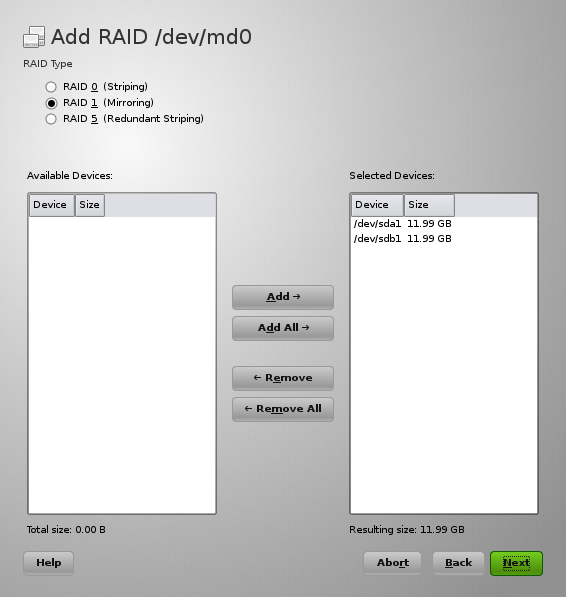 Add RAID /dev/md0
RAID Type
RAID 0 (Striping)
RAID 1 (Mirroring)
RAID 5 (Redundant Striping)
Available Devices:
Device Size
Total size: 0.00 B
Add →
Add All →
← Remove
← Remove All
Selected Devices:
Device Size
/dev/sda1 11.99 GB
/dev/sdb1 11.99 GB
Resulting size: 11.99 GB
Help
Abort
Back
Next